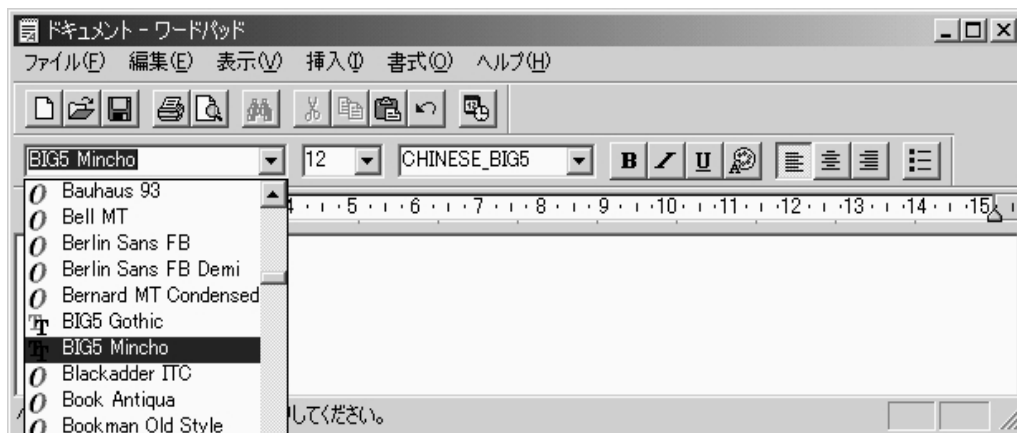 ドキュメント - ワードパッド
ファイル(F) 編集(E) 表示(V) 挿入(I) 書式(O) ヘルプ(H)
BIG5 Mincho 12 CHINESE_BIG5 B I U
Bauhaus 93
4 5 6 7 8 9 10 11 12 13 14 15
Bell MT
Berlin Sans FB
Berlin Sans FB Demi
Bernard MT Condensed
BIG5 Gothic
BIG5 Mincho
Blackadder ITC
Book Antiqua
してください。
Bookman Old Style